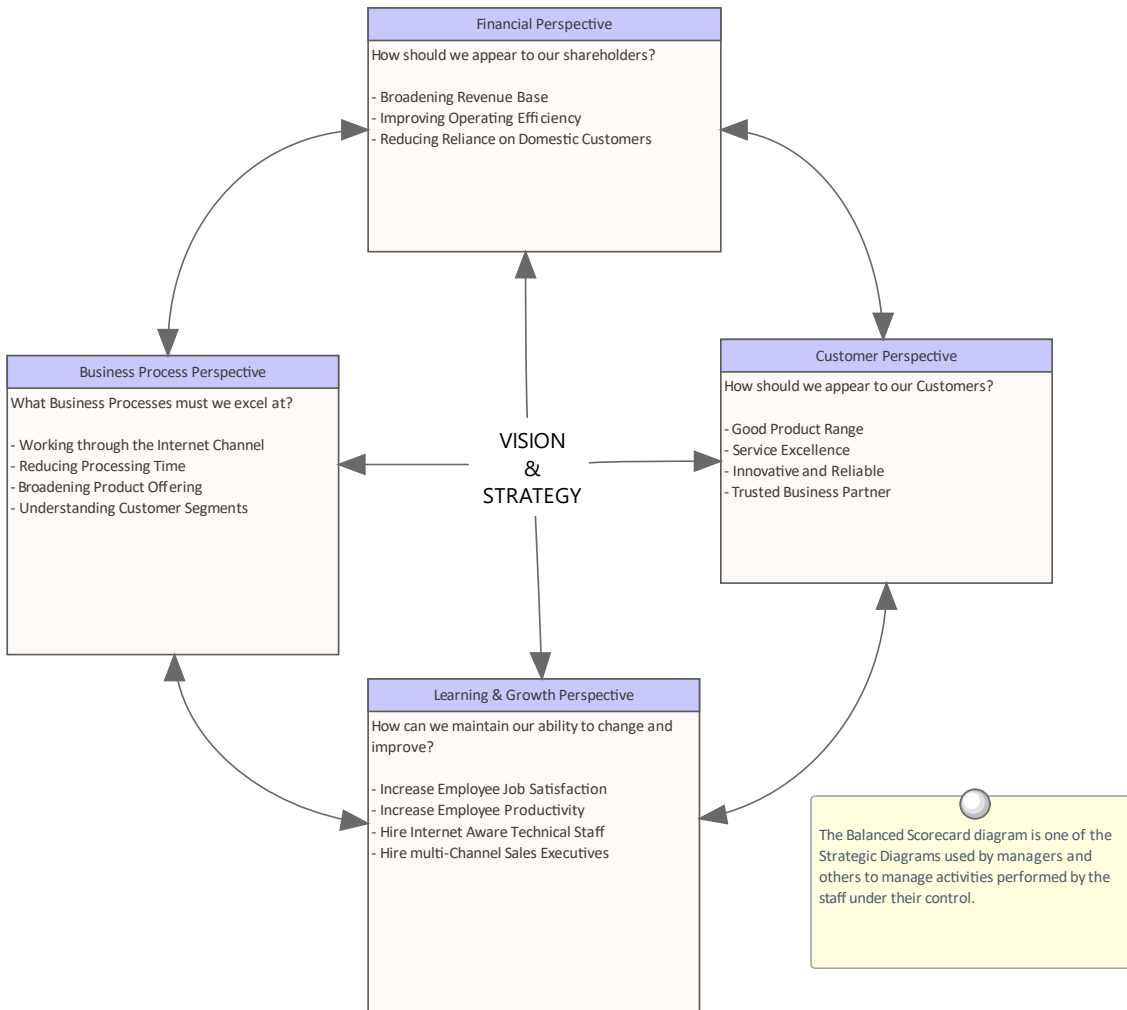 Financial Perspective
How should we appear to our shareholders?
- Broadening Revenue Base
- Improving Operating Efficiency
- Reducing Reliance on Domestic Customers
Business Process Perspective
What Business Processes must we excel at?
- Working through the Internet Channel
- Reducing Processing Time
- Broadening Product Offering
- Understanding Customer Segments
VISION
&
STRATEGY
Customer Perspective
How should we appear to our Customers?
- Good Product Range
- Service Excellence
- Innovative and Reliable
- Trusted Business Partner
Learning & Growth Perspective
How can we maintain our ability to change and
improve?
- Increase Employee Job Satisfaction
- Increase Employee Productivity
- Hire Internet Aware Technical Staff
- Hire multi-Channel Sales Executives
The Balanced Scorecard diagram is one of the
Strategic Diagrams used by managers and
others to manage activities performed by the
staff under their control.